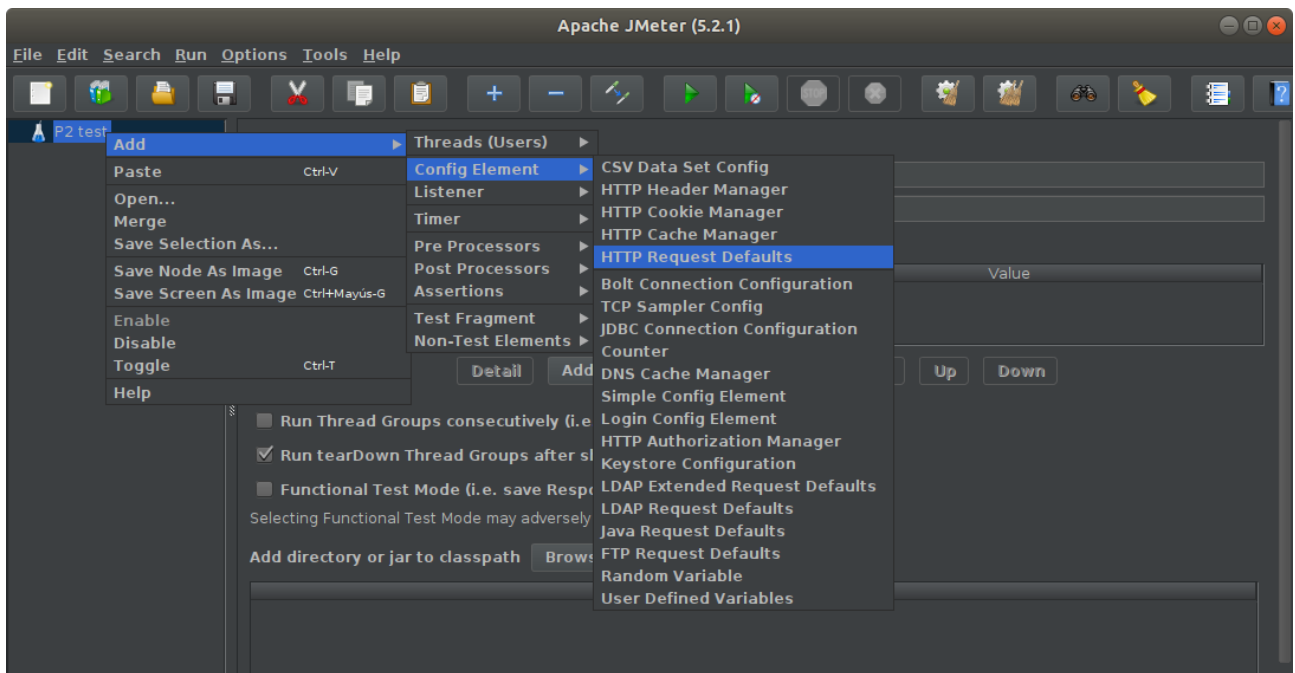 Apache JMeter (5.2.1)
File Edit Search Run Options Tools Help
STOP
?
P2 test
Add
Paste Ctrl-V
Open...
Merge
Save Selection As...
Save Node As Image Ctrl-G
Save Screen As Image Ctrl+Mayús-G
Enable
Disable
Toggle Ctrl-T
Help
Threads (Users)
Config Element
Listener
Timer
Pre Processors
Post Processors
Assertions
Test Fragment
Non-Test Elements
CSV Data Set Config
HTTP Header Manager
HTTP Cookie Manager
HTTP Cache Manager
HTTP Request Defaults
Bolt Connection Configuration
TCP Sampler Config
JDBC Connection Configuration
Counter
DNS Cache Manager
Simple Config Element
Login Config Element
HTTP Authorization Manager
Keystore Configuration
LDAP Extended Request Defaults
LDAP Request Defaults
Java Request Defaults
FTP Request Defaults
Random Variable
User Defined Variables
Value
Detail Add Up Down
Run Thread Groups consecutively (i.e
Run tearDown Thread Groups after s
Functional Test Mode (i.e. save Resp
Selecting Functional Test Mode may adversely
Add directory or jar to classpath Brows